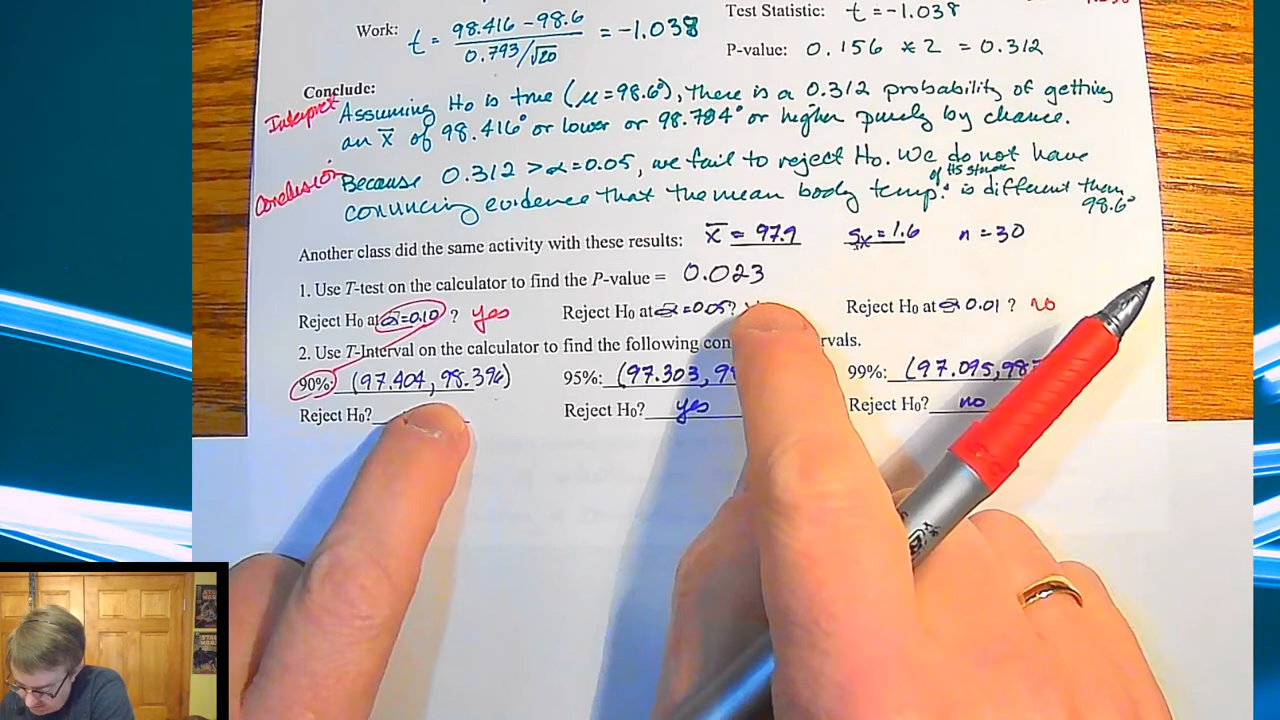 Work: t = 98.416 - 98.6 / 0.793/√20 = -1.038
Test Statistic: t = -1.038
P-value: 0.156 * 2 = 0.312
Conclude:
Interpret Assuming Ho is true (μ=98.6°), there is a 0.312 probability of getting
an x̄ of 98.416° or lower or 98.784° or higher purely by chance.
Conclusion Because 0.312 > α=0.05, we fail to reject Ho. We do not have
convincing evidence that the mean body temp. of HS students is different than
98.6°
Another class did the same activity with these results: x̄ = 97.9 Sx = 1.6 n = 30
1. Use T-test on the calculator to find the P-value = 0.023
Reject H0 at α=0.10 ? yes Reject H0 at α=0.05? Reject H0 at α 0.01 ? no
2. Use T-Interval on the calculator to find the following
90%: (97.404, 98.396) 95%: (97.303, 99%: (97.095,
Reject H0? Reject H0? yes Reject H0? no
STAR WARS